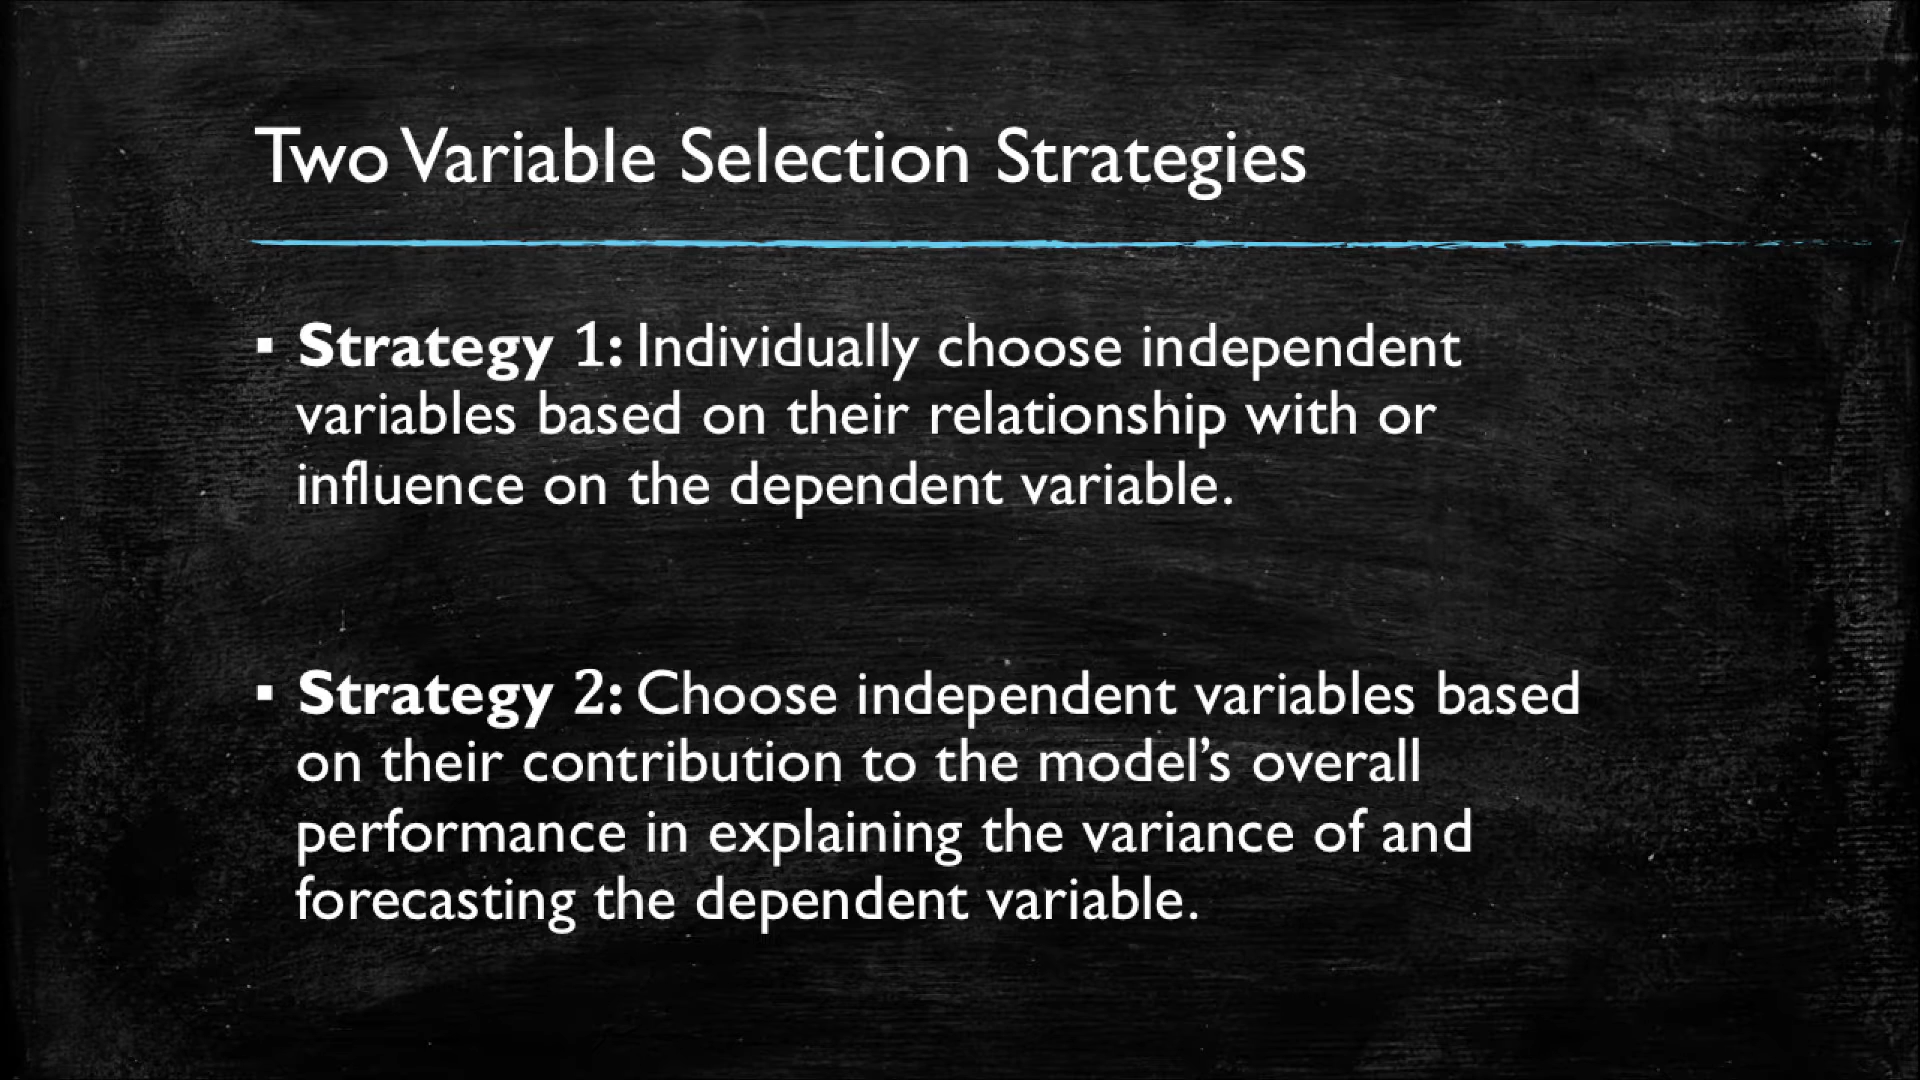 Two Variable Selection Strategies
▪ Strategy 1: Individually choose independent
variables based on their relationship with or
influence on the dependent variable.
▪ Strategy 2: Choose independent variables based
on their contribution to the model’s overall
performance in explaining the variance of and
forecasting the dependent variable.